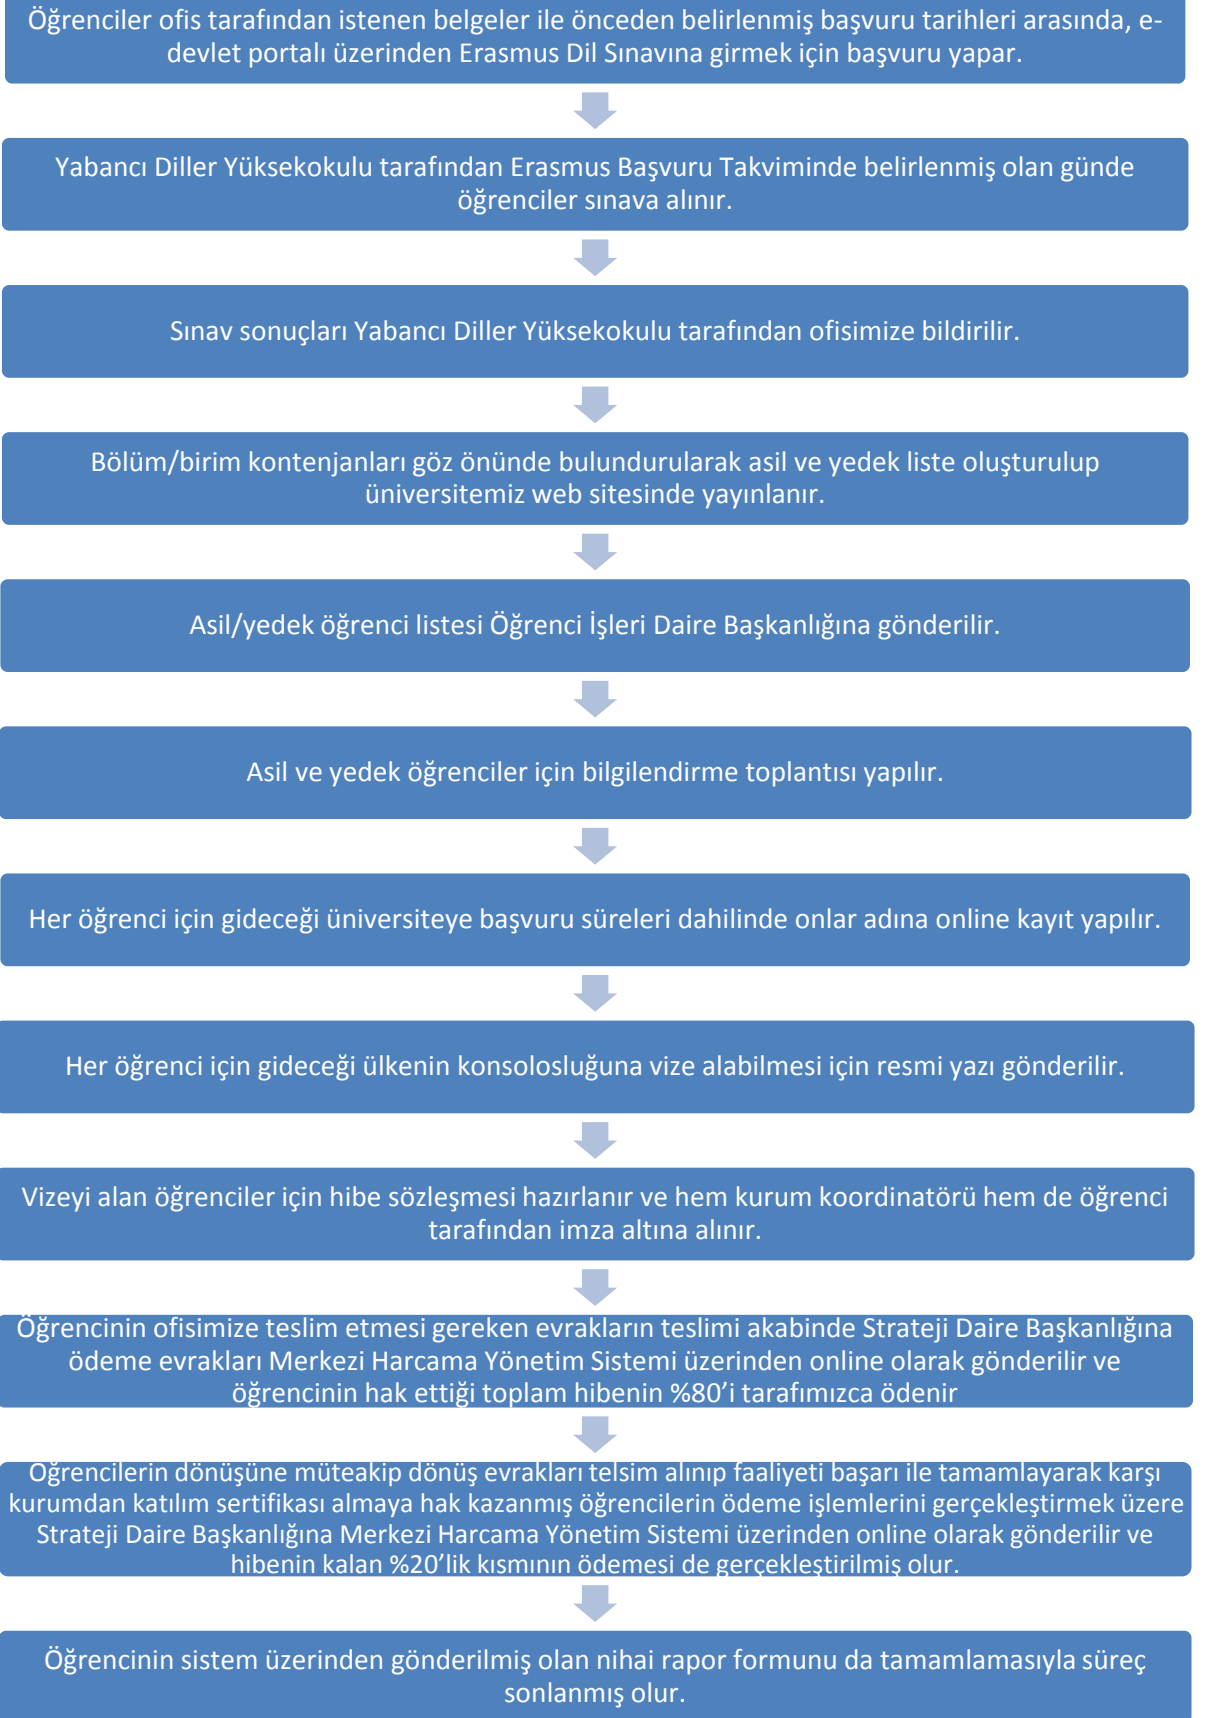 Öğrenciler ofis tarafından istenen belgeler ile önceden belirlenmiş başvuru tarihleri arasında, e-
devlet portalı üzerinden Erasmus Dil Sınavına girmek için başvuru yapar.
Yabancı Diller Yüksekokulu tarafından Erasmus Başvuru Takviminde belirlenmiş olan günde
öğrenciler sınava alınır.
Sınav sonuçları Yabancı Diller Yüksekokulu tarafından ofisimize bildirilir.
Bölüm/birim kontenjanları göz önünde bulundurularak asil ve yedek liste oluşturulup
üniversitemiz web sitesinde yayınlanır.
Asil/yedek öğrenci listesi Öğrenci İşleri Daire Başkanlığına gönderilir.
Asil ve yedek öğrenciler için bilgilendirme toplantısı yapılır.
Her öğrenci için gideceği üniversiteye başvuru süreleri dahilinde onlar adına online kayıt yapılır.
Her öğrenci için gideceği ülkenin konsolosluğuna vize alabilmesi için resmi yazı gönderilir.
Vizeyi alan öğrenciler için hibe sözleşmesi hazırlanır ve hem kurum koordinatörü hem de öğrenci
tarafından imza altına alınır.
Öğrencinin ofisimize teslim etmesi gereken evrakların teslimi akabinde Strateji Daire Başkanlığına
ödeme evrakları Merkezi Harcama Yönetim Sistemi üzerinden online olarak gönderilir ve
öğrencinin hak ettiği toplam hibenin %80’i tarafımızca ödenir
Öğrencilerin dönüşüne müteakip dönüş evrakları telsim alınıp faaliyeti başarı ile tamamlayarak karşı
kurumdan katılım sertifikası almaya hak kazanmış öğrencilerin ödeme işlemlerini gerçekleştirmek üzere
Strateji Daire Başkanlığına Merkezi Harcama Yönetim Sistemi üzerinden online olarak gönderilir ve
hibenin kalan %20’lik kısmının ödemesi de gerçekleştirilmiş olur.
Öğrencinin sistem üzerinden gönderilmiş olan nihai rapor formunu da tamamlamasıyla süreç
sonlanmış olur.